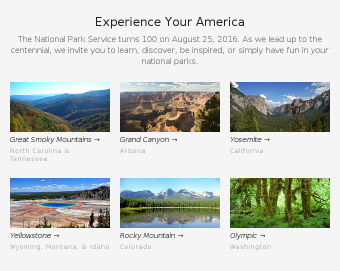 Experience Your America
The National Park Service turns 100 on August 25, 2016. As we lead up to the
centennial, we invite you to learn, discover, be inspired, or simply have fun in your
national parks.
Great Smoky Mountains →
North Carolina &
Tennessee
Grand Canyon →
Arizona
Yosemite →
California
Yellowstone →
Wyoming, Montana, & Idaho
Rocky Mountain →
Colorado
Olympic →
Washington